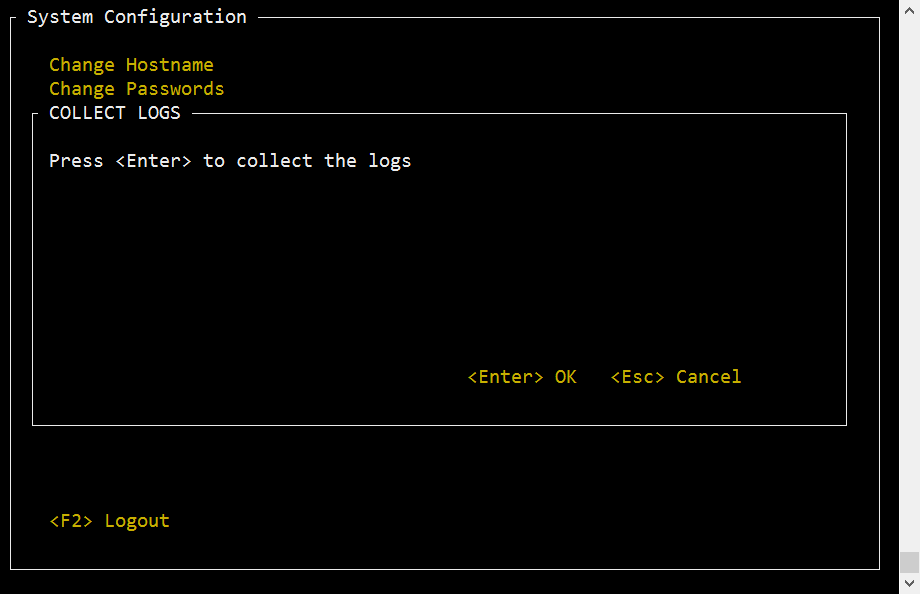 System Configuration
Change Hostname
Change Passwords
COLLECT LOGS
Press <Enter> to collect the logs
<Enter> OK <Esc> Cancel
<F2> Logout